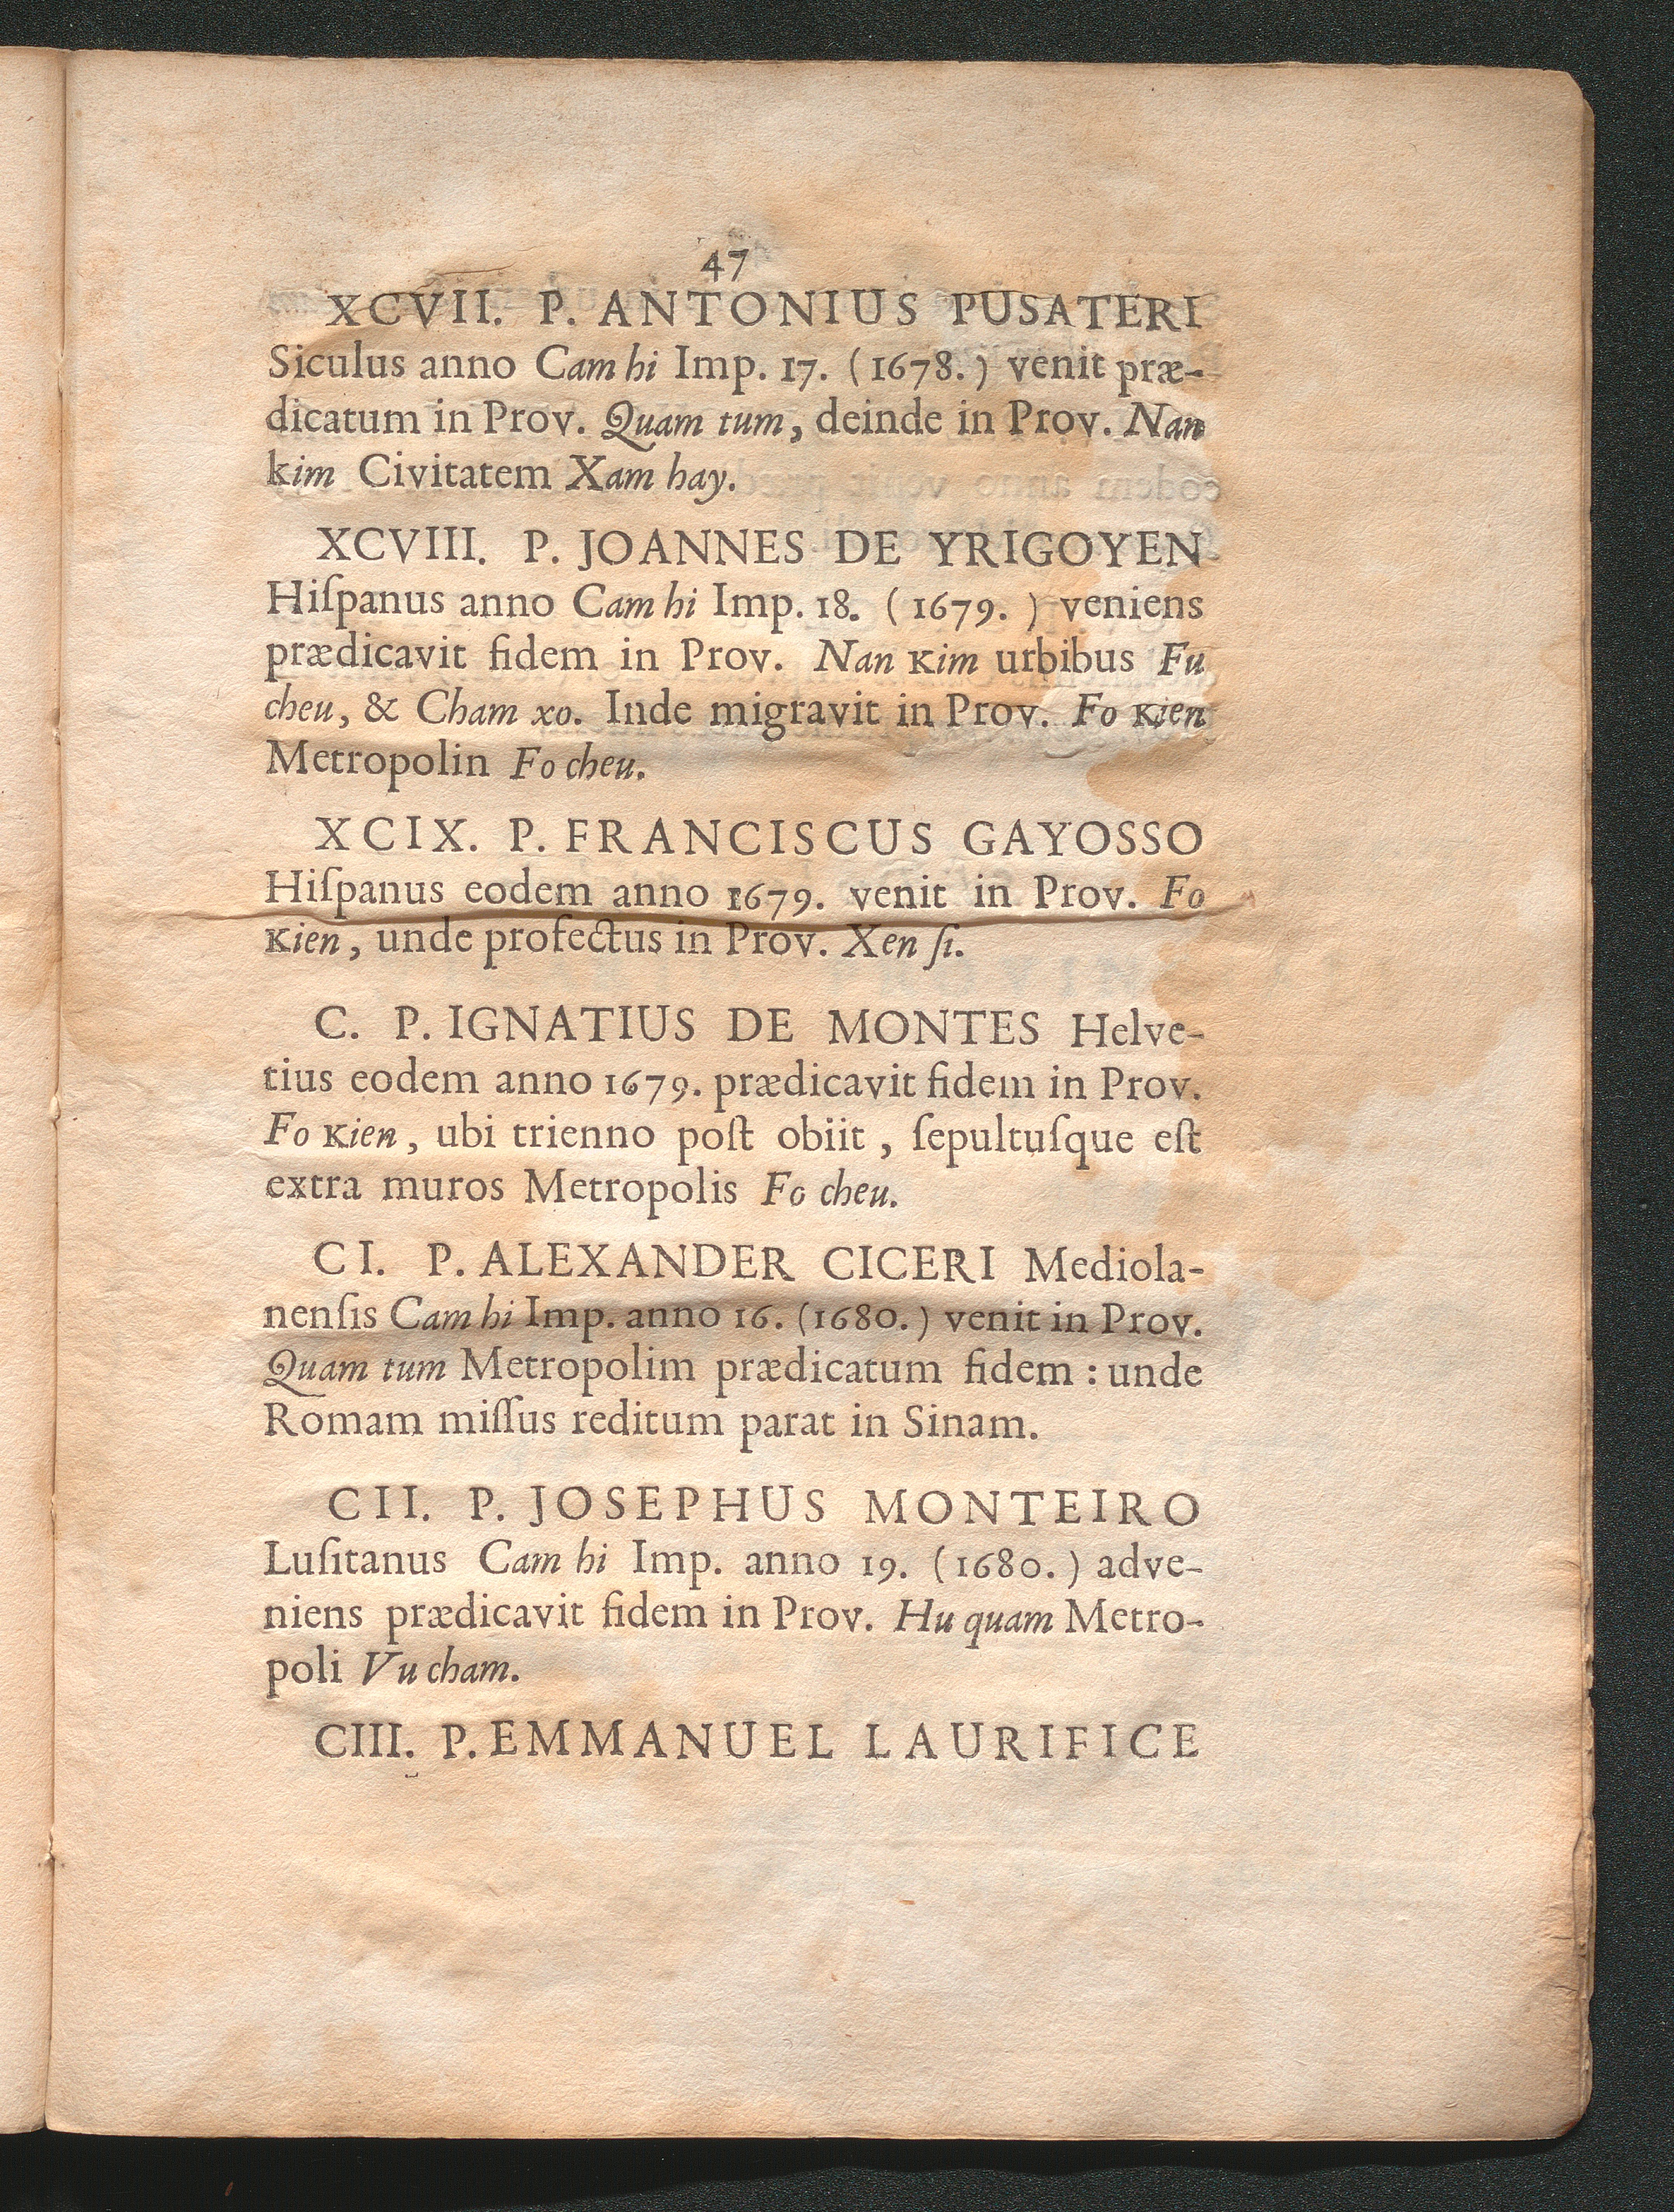 47
XCVII. P. ANTONIUS PUSATERI
Siculus anno Cam hi Imp. 17. (1678.) venit præ-
dicatum in Prov. Quam tum, deinde in Prov. Nan
kim Civitatem Xam hay.
XCVIII. P. JOANNES DE YRIGOYEN
Hiſpanus anno Cam hi Imp. 18. (1679.) veniens
prædicavit fidem in Prov. Nan Kim urbibus Fu
cheu, & Cham xo. Inde migravit in Prov. Fo Kien
Metropolin Fo cheu.
XCIX. P. FRANCISCUS GAYOSSO
Hiſpanus eodem anno 1679. venit in Prov. Fo
Kien, unde profectus in Prov. Xen ſi.
C. P. IGNATIUS DE MONTES Helve-
tius eodem anno 1679. prædicavit fidem in Prov.
Fo Kien, ubi trienno poſt obiit, ſepultuſque eſt
extra muros Metropolis Fo cheu.
CI. P. ALEXANDER CICERI Mediola-
nenſis Cam hi Imp. anno 16. (1680.) venit in Prov.
Quam tum Metropolim prædicatum fidem : unde
Romam miſſus reditum parat in Sinam.
CII. P. JOSEPHUS MONTEIRO
Luſitanus Cam hi Imp. anno 19. (1680.) adve-
niens prædicavit fidem in Prov. Hu quam Metro-
poli Vu cham.
CIII. P. EMMANUEL LAURIFICE